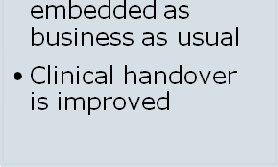 embedded as
business as usual
• Clinical handover
is improved